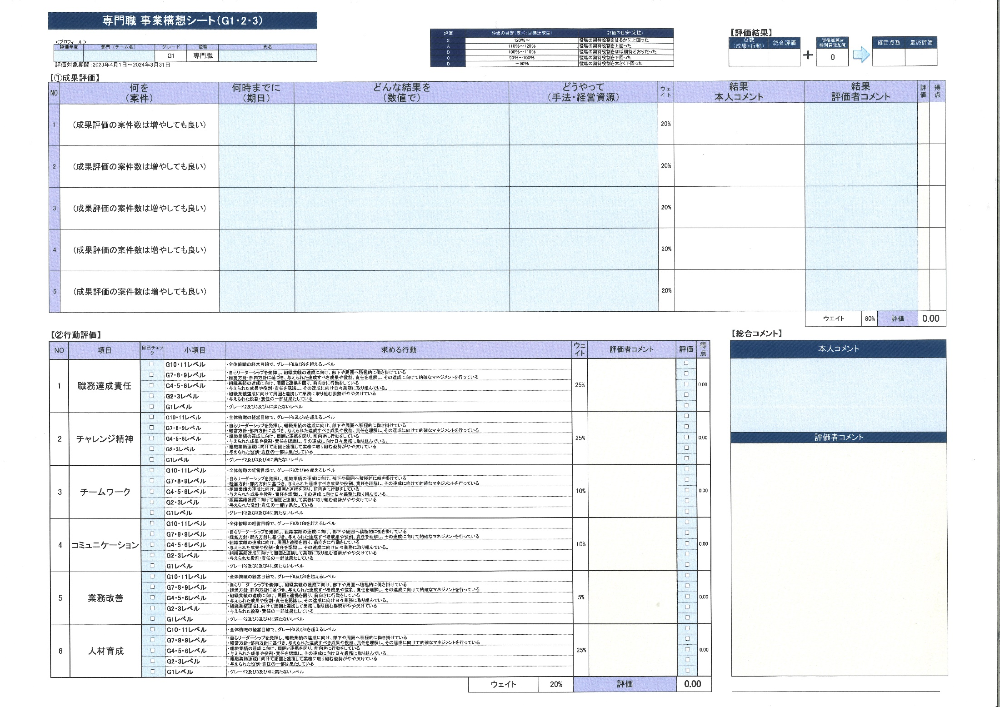 専門職 事業構想シート(G1・2・3)
<プロフィール>
評価年度 部門(チーム名) グレード 役職 氏名
G1 専門職
評価対象期間:2023年4月1日~2024年3月31日
評価 評価の目安(定量:目標達成度) 評価の目安(定性)
S 120%~ 役職の期待役割をはるかに上回った
A 110%~120% 役職の期待役割を上回った
B 100%~110% 役職の期待役割をほぼ期待どおりだった
C 90%~100% 役職の期待役割を下回った
D ~90% 役職の期待役割を大きく下回った
【評価結果】
点数
(成果+行動) 総合評価
資格加算or
特別貢献加算
確定点数 最終評価
+ 0
【①成果評価】
NO
何を
(案件)
何時までに
(期日)
どんな結果を
(数値で)
どうやって
(手法・経営資源)
ウェ
イト
結果
本人コメント
結果
評価者コメント
評
価
得
点
1 (成果評価の案件数は増やしても良い) 20%
2 (成果評価の案件数は増やしても良い) 20%
3 (成果評価の案件数は増やしても良い) 20%
4 (成果評価の案件数は増やしても良い) 20%
5 (成果評価の案件数は増やしても良い) 20%
ウエイト 80% 評価 0.00
【②行動評価】
NO 項目
自己チェッ
ク
小項目 求める行動
ウェ
イト
評価者コメント 評価
得
点
1 職務達成責任
G10・11レベル ・全体俯瞰の経営目線で、グレード8及び9を超えるレベル
G7・8・9レベル ・自らリーダーシップを発揮し、組織業績の達成に向け、部下や周囲へ積極的に働き掛けている
・経営方針・部内方針に基づき、与えられた達成すべき成果や役割、責任を理解し、その達成に向けて的確なマネジメントを行っている
G4・5・6レベル ・組織業績の達成に向け、周囲と連携を図り、前向きに行動をしている
・与えられた成果や役割・責任を認識し、その達成に向け日々業務に取り組んでいる。
G2・3レベル ・組織業績達成に向けて周囲と連携して業務に取り組む姿勢がやや欠けている
・与えられた役割・責任の一部は果たしている
G1レベル ・グレード2及び3及び4に満たないレベル
25% 0.00
2 チャレンジ精神
G10・11レベル ・全体俯瞰の経営目線で、グレード8及び9を超えるレベル
G7・8・9レベル ・自らリーダーシップを発揮し、組織業績の達成に向け、部下や周囲へ積極的に働き掛けている
・経営方針・部内方針に基づき、与えられた達成すべき成果や役割、責任を理解し、その達成に向けて的確なマネジメントを行っている
G4・5・6レベル ・組織業績の達成に向け、周囲と連携を図り、前向きに行動をしている
・与えられた成果や役割・責任を認識し、その達成に向け日々業務に取り組んでいる。
G2・3レベル ・組織業績達成に向けて周囲と連携して業務に取り組む姿勢がやや欠けている
・与えられた役割・責任の一部は果たしている
G1レベル ・グレード2及び3及び4に満たないレベル
25% 0.00
3 チームワーク
G10・11レベル ・全体俯瞰の経営目線で、グレード8及び9を超えるレベル
G7・8・9レベル ・自らリーダーシップを発揮し、組織業績の達成に向け、部下や周囲へ積極的に働き掛けている
・経営方針・部内方針に基づき、与えられた達成すべき成果や役割、責任を理解し、その達成に向けて的確なマネジメントを行っている
G4・5・6レベル ・組織業績の達成に向け、周囲と連携を図り、前向きに行動をしている
・与えられた成果や役割・責任を認識し、その達成に向け日々業務に取り組んでいる。
G2・3レベル ・組織業績達成に向けて周囲と連携して業務に取り組む姿勢がやや欠けている
・与えられた役割・責任の一部は果たしている
G1レベル ・グレード2及び3及び4に満たないレベル
10% 0.00
4 コミュニケーション
G10・11レベル ・全体俯瞰の経営目線で、グレード8及び9を超えるレベル
G7・8・9レベル ・自らリーダーシップを発揮し、組織業績の達成に向け、部下や周囲へ積極的に働き掛けている
・経営方針・部内方針に基づき、与えられた達成すべき成果や役割、責任を理解し、その達成に向けて的確なマネジメントを行っている
G4・5・6レベル ・組織業績の達成に向け、周囲と連携を図り、前向きに行動をしている
・与えられた成果や役割・責任を認識し、その達成に向け日々業務に取り組んでいる。
G2・3レベル ・組織業績達成に向けて周囲と連携して業務に取り組む姿勢がやや欠けている
・与えられた役割・責任の一部は果たしている
G1レベル ・グレード2及び3及び4に満たないレベル
10% 0.00
5 業務改善
G10・11レベル ・全体俯瞰の経営目線で、グレード8及び9を超えるレベル
G7・8・9レベル ・自らリーダーシップを発揮し、組織業績の達成に向け、部下や周囲へ積極的に働き掛けている
・経営方針・部内方針に基づき、与えられた達成すべき成果や役割、責任を理解し、その達成に向けて的確なマネジメントを行っている
G4・5・6レベル ・組織業績の達成に向け、周囲と連携を図り、前向きに行動をしている
・与えられた成果や役割・責任を認識し、その達成に向け日々業務に取り組んでいる。
G2・3レベル ・組織業績達成に向けて周囲と連携して業務に取り組む姿勢がやや欠けている
・与えられた役割・責任の一部は果たしている
G1レベル ・グレード2及び3及び4に満たないレベル
5% 0.00
6 人材育成
G10・11レベル ・全体俯瞰の経営目線で、グレード8及び9を超えるレベル
G7・8・9レベル ・自らリーダーシップを発揮し、組織業績の達成に向け、部下や周囲へ積極的に働き掛けている
・経営方針・部内方針に基づき、与えられた達成すべき成果や役割、責任を理解し、その達成に向けて的確なマネジメントを行っている
G4・5・6レベル ・組織業績の達成に向け、周囲と連携を図り、前向きに行動をしている
・与えられた成果や役割・責任を認識し、その達成に向け日々業務に取り組んでいる。
G2・3レベル ・組織業績達成に向けて周囲と連携して業務に取り組む姿勢がやや欠けている
・与えられた役割・責任の一部は果たしている
G1レベル ・グレード2及び3及び4に満たないレベル
25% 0.00
ウェイト 20% 評価 0.00
【総合コメント】
本人コメント
評価者コメント